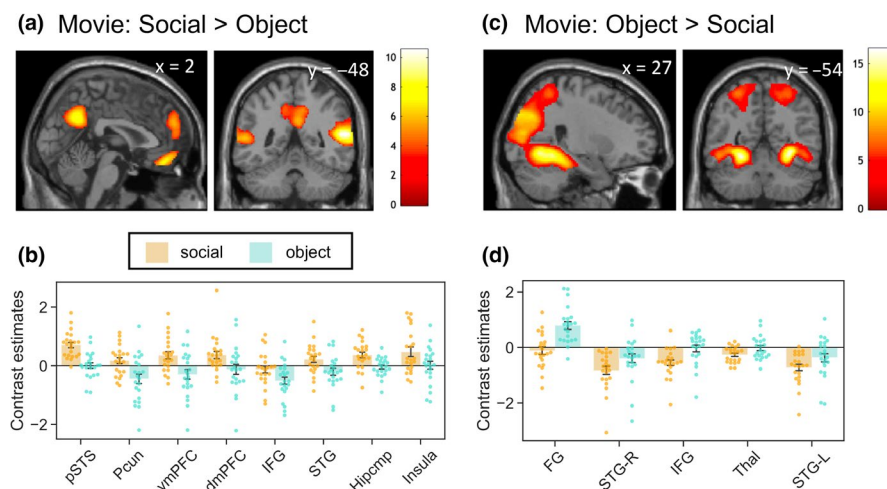 (a) Movie: Social > Object
x = 2
y = –48
10
8
6
4
2
0
(c) Movie: Object > Social
x = 27
y = –54
15
10
5
0
(b)
social
object
Contrast estimates
2
0
−2
pSTS
Pcun
vmPFC
dmPFC
IFG
STG
Hipcmp
Insula
(d)
Contrast estimates
2
0
−2
FG
STG-R
IFG
Thal
STG-L